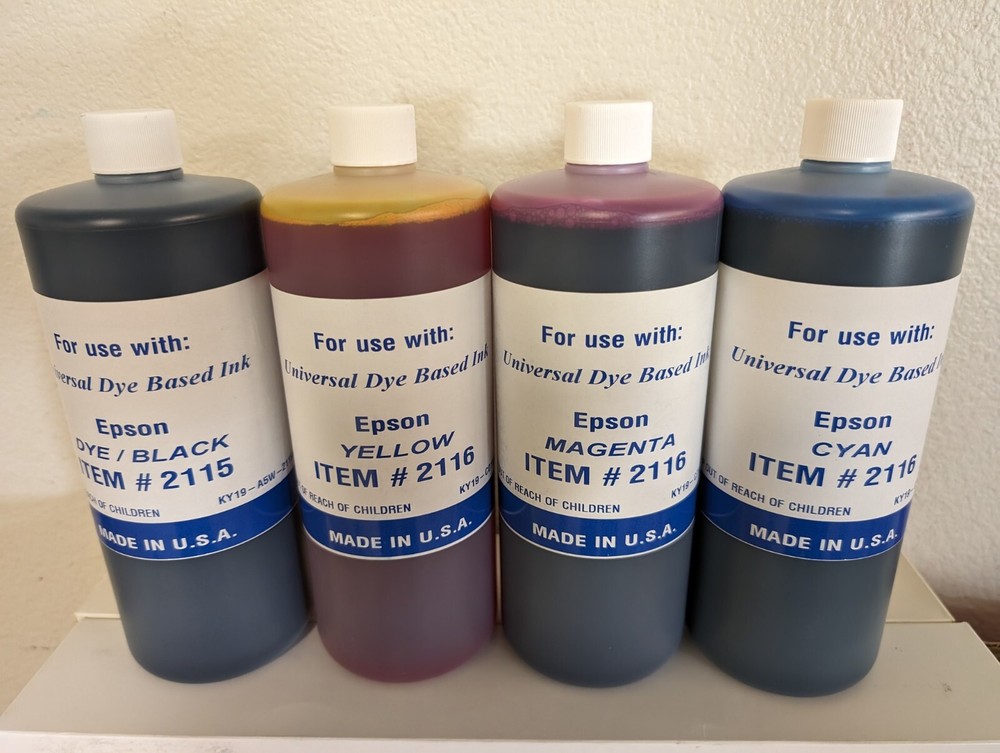 For use with:
Dye Based Ink
Epson
DYE / BLACK
ITEM # 2115
OF CHILDREN
MADE IN U.S.A.
For use with:
Universal Dye Based Ink
Epson
YELLOW
ITEM # 2116
OF REACH OF CHILDREN
MADE IN U.S.A.
For use with:
Universal Dye Based Ink
Epson
MAGENTA
ITEM # 2116
OF REACH OF CHILDREN
MADE IN U.S.A.
For use with:
Universal Dye Based
Epson
CYAN
ITEM # 2116
OUT OF REACH OF CHILDREN
MADE IN U.S.A.